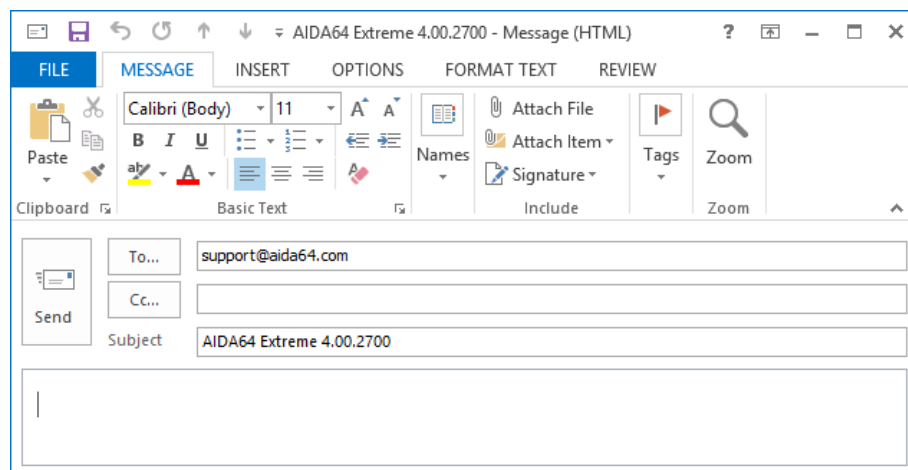 AIDA64 Extreme 4.00.2700 - Message (HTML) ?
FILE MESSAGE INSERT OPTIONS FORMAT TEXT REVIEW
Calibri (Body) 11 A A Attach File
B I U Attach Item
Paste Names Tags Zoom
aby A Signature
Clipboard Basic Text Include Zoom
To... support@aida64.com
Cc...
Send
Subject AIDA64 Extreme 4.00.2700